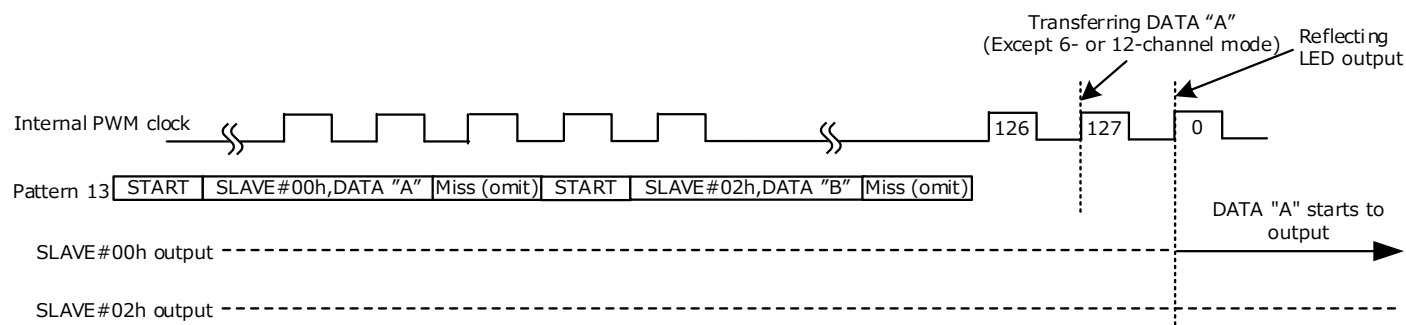 Transferring DATA “A”
(Except 6- or 12-channel mode)
Reflecting
LED output
Internal PWM clock
126 127 0
Pattern 13 START SLAVE#00h,DATA ”A” Miss (omit) START SLAVE#02h,DATA ”B” Miss (omit)
DATA "A" starts to
output
SLAVE#00h output
SLAVE#02h output